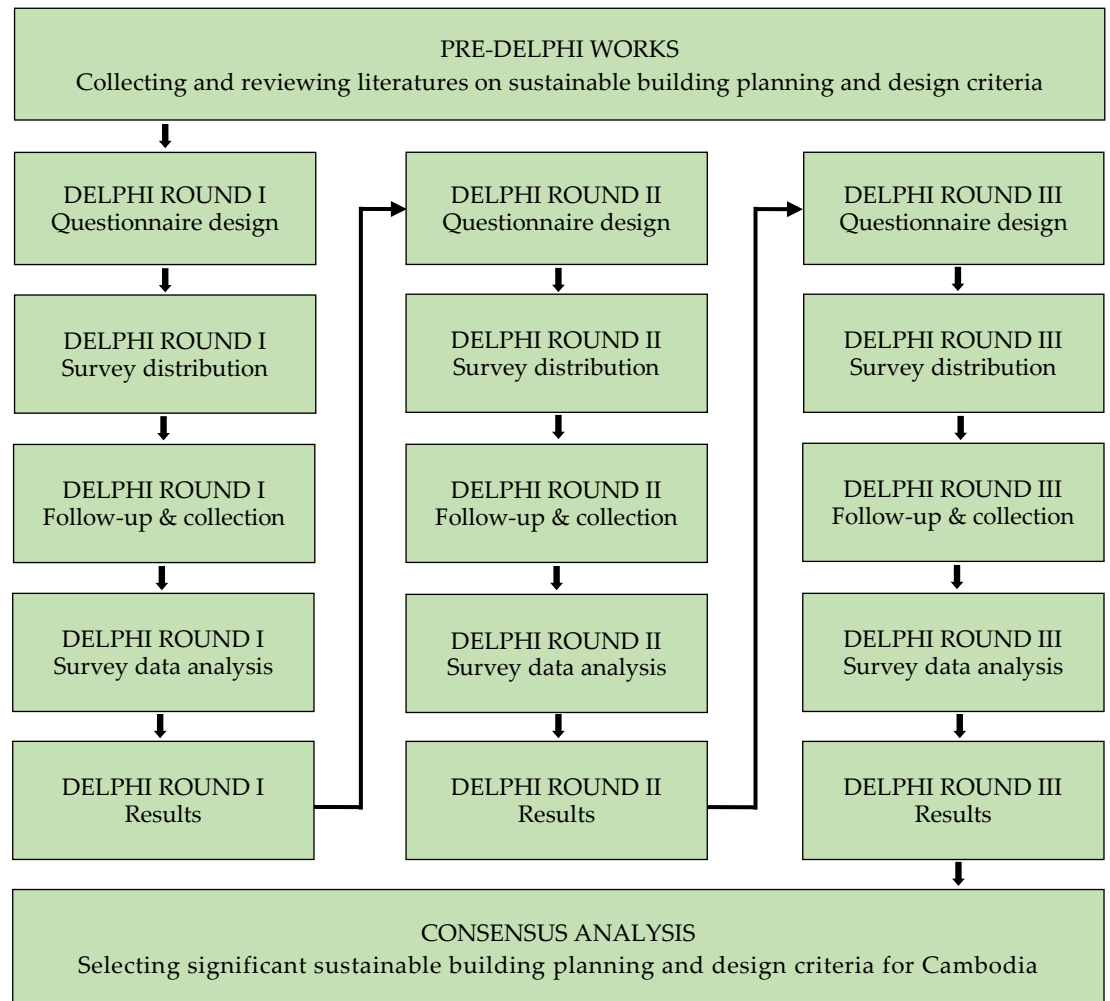 PRE-DELPHI WORKS
Collecting and reviewing literatures on sustainable building planning and design criteria
DELPHI ROUND I
Questionnaire design
DELPHI ROUND I
Survey distribution
DELPHI ROUND I
Follow-up & collection
DELPHI ROUND I
Survey data analysis
DELPHI ROUND I
Results
DELPHI ROUND II
Questionnaire design
DELPHI ROUND II
Survey distribution
DELPHI ROUND II
Follow-up & collection
DELPHI ROUND II
Survey data analysis
DELPHI ROUND II
Results
DELPHI ROUND III
Questionnaire design
DELPHI ROUND III
Survey distribution
DELPHI ROUND III
Follow-up & collection
DELPHI ROUND III
Survey data analysis
DELPHI ROUND III
Results
CONSENSUS ANALYSIS
Selecting significant sustainable building planning and design criteria for Cambodia